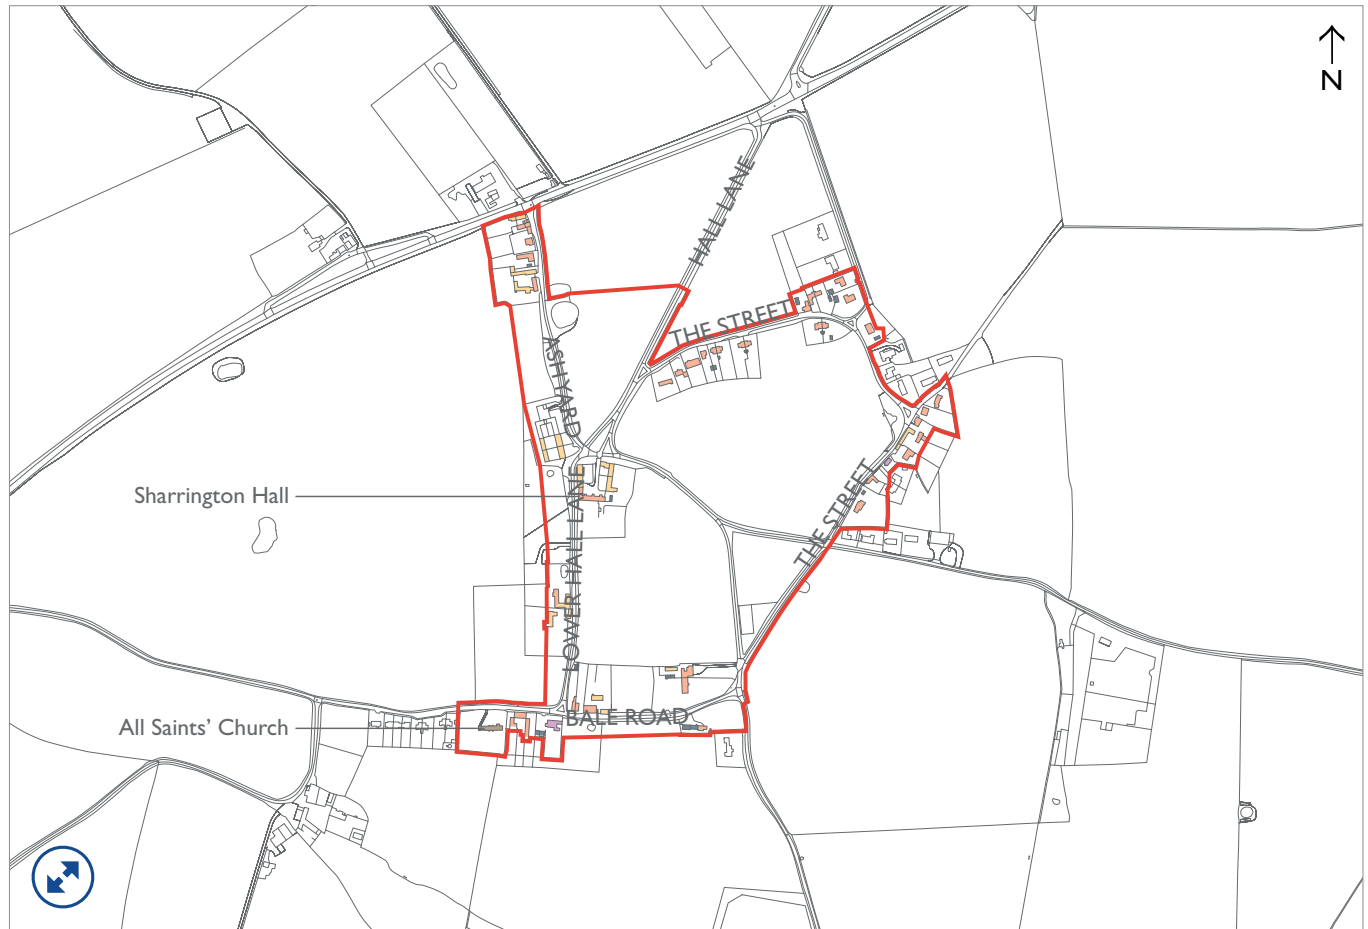 N
HALL LANE
THE STREET
ASHYARD
Sharrington Hall
LOWER HALL LANE
THE STREET
All Saints’ Church
BALE ROAD